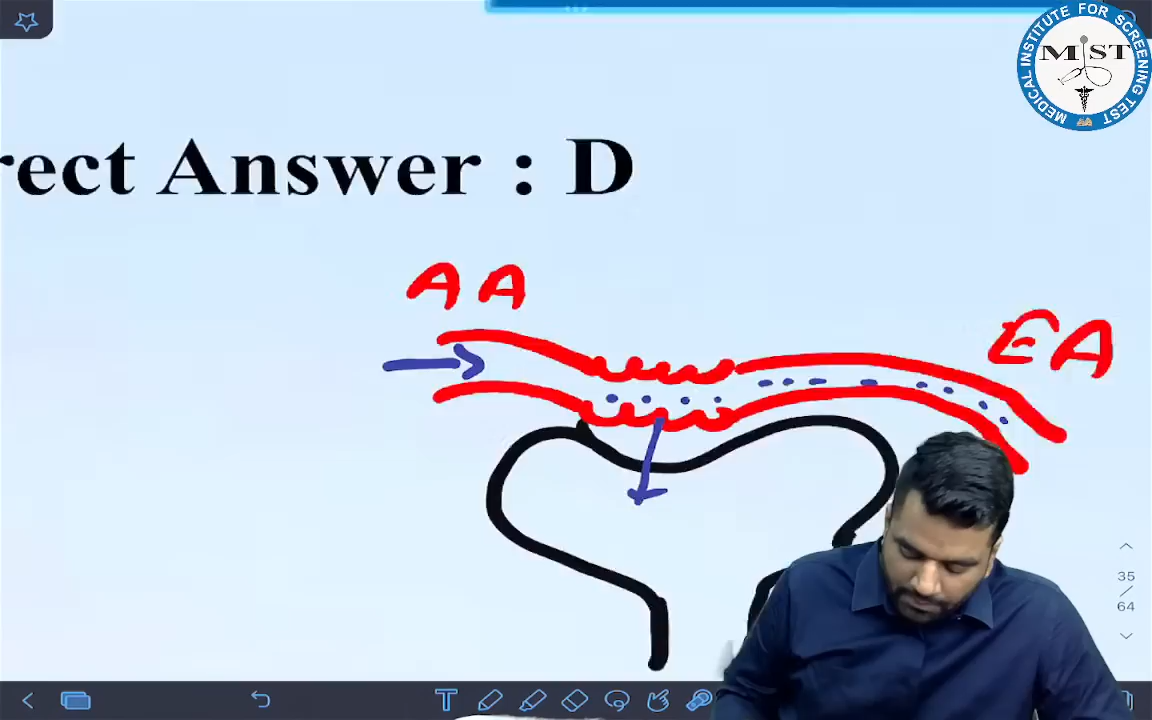 MEDICAL INSTITUTE FOR SCREENING TEST
MIST
rect Answer : D
AA
EA
35
/
64
T